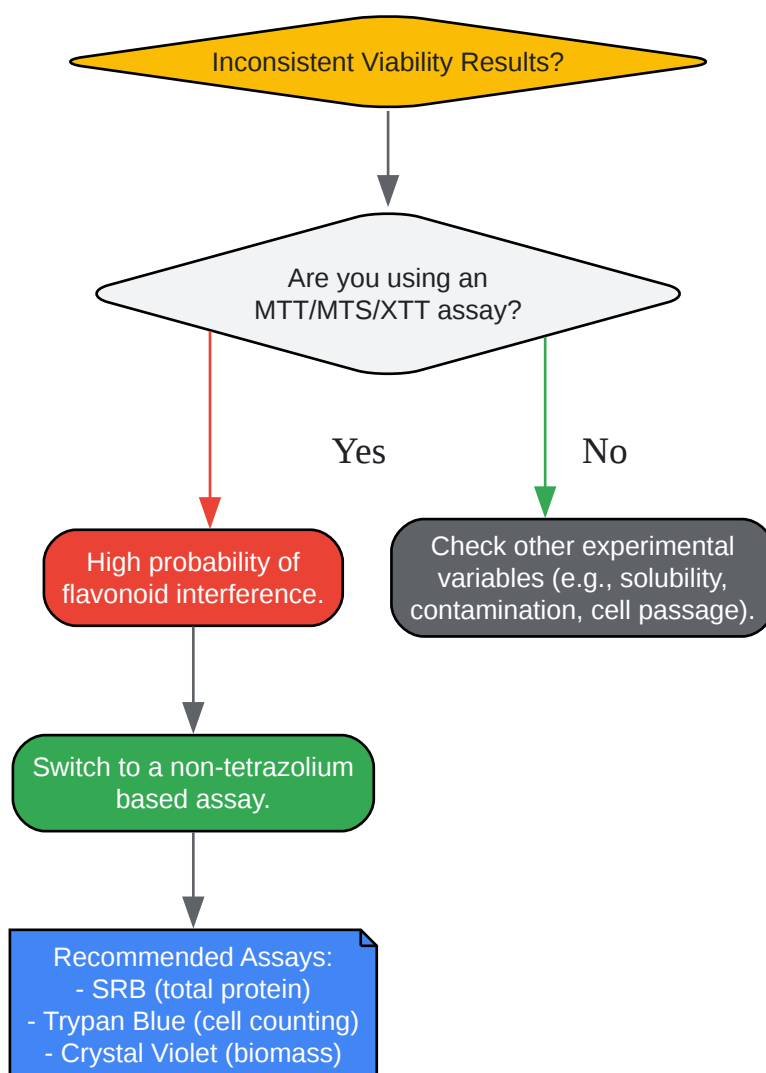 Inconsistent Viability Results?
Are you using an
MTT/MTS/XTT assay?
Yes
No
High probability of
flavonoid interference.
Check other experimental
variables (e.g., solubility,
contamination, cell passage).
Switch to a non-tetrazolium
based assay.
Recommended Assays:
- SRB (total protein)
- Trypan Blue (cell counting)
- Crystal Violet (biomass)